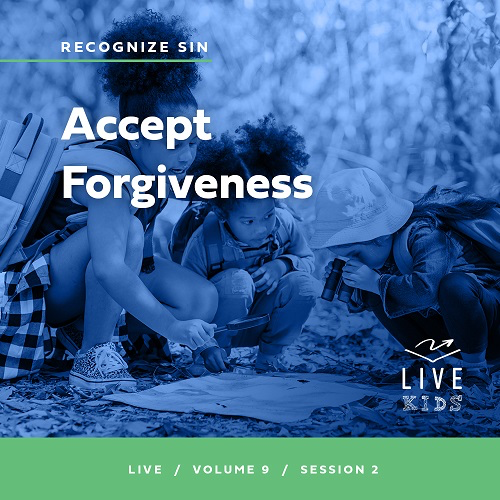 RECOGNIZE SIN
Accept
Forgiveness
LIVE
KIDS
LIVE / VOLUME 9 / SESSION 2